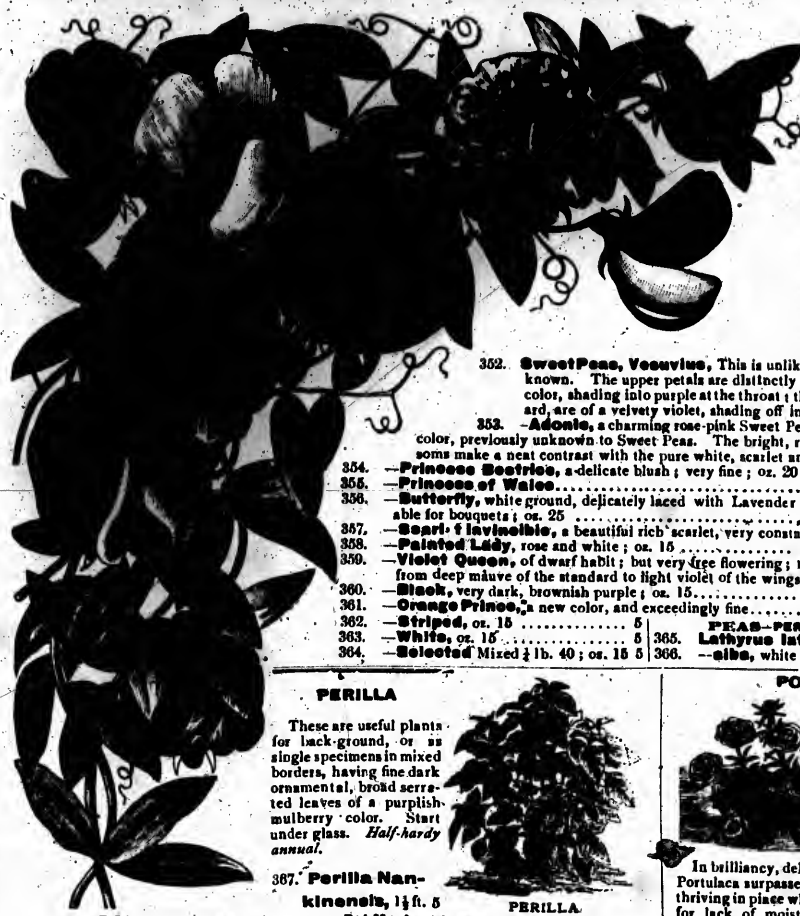 352. Sweet Peas, Vesuvius, This is unlik
known. The upper petals are distinctly
color, shading into purple at the throat ; t
ard, are of a velvety violet, shading off in
353. —Adonis, a charming rose-pink Sweet Pe
color, previously unknown to Sweet Peas. The bright, r
soms make a neat contrast with the pure white, scarlet a
354. —Princess Beatrice, a delicate blush ; very fine ; oz. 20
355. —Princess of Wales....................
356. —Butterfly, white ground, delicately laced with Lavender
able for bouquets ; oz. 25 ....................
357. —Scarlet Invincible, a beautiful rich scarlet, very consta
358. —Painted Lady, rose and white ; oz. 15 ....................
359. —Violet Queen, of dwarf habit ; but very free flowering ;
from deep mauve of the standard to light violet of the wings
360. —Black, very dark, brownish purple ; oz. 15....................
361. —Orange Prince, a new color, and exceedingly fine......
362. —Striped, oz. 15 .................... 5
363. —White, oz. 15 .................... 5
364. —Selected Mixed ¼ lb. 40 ; oz. 15 5
PEAS—PER
365. Lathyrus lat
366. —alba, white
PERILLA
These are useful plants
for back-ground, or as
single specimens in mixed
borders, having fine dark
ornamental, broad serra-
ted leaves of a purplish
mulberry color. Start
under glass. Half-hardy
annual.
367. Perilla Nan-
kinensis, 1½ ft. 5
PERILLA
PO
In brilliancy, del
Portulaca surpasse
thriving in place w
for lack of moist